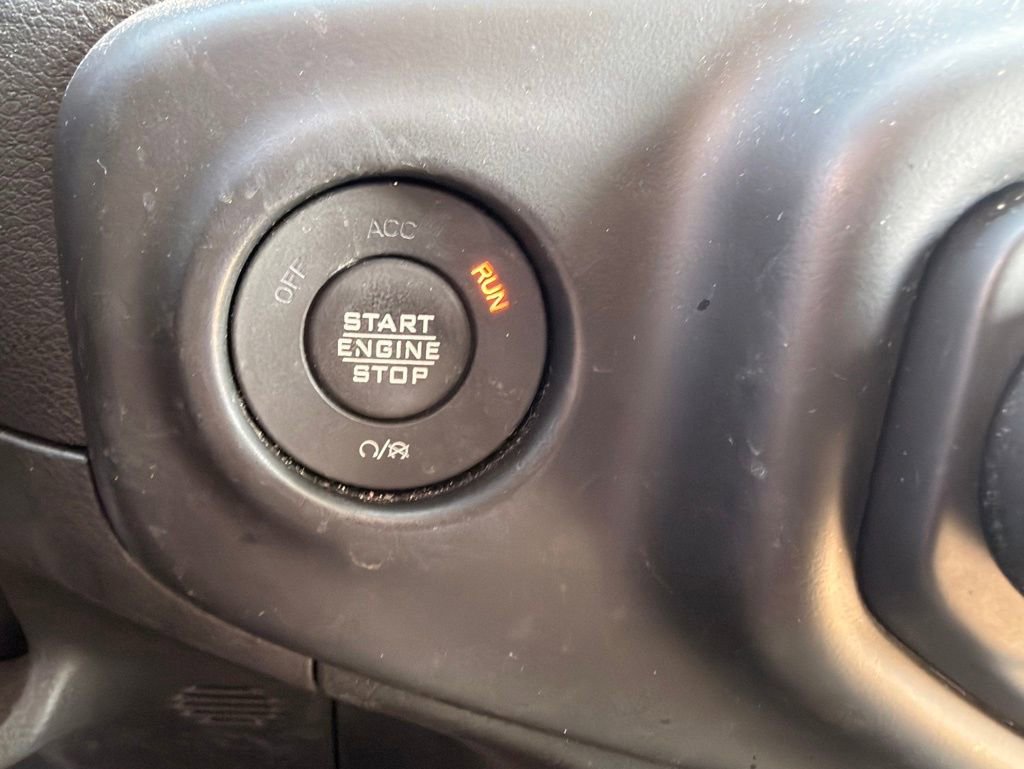 ACC
OFF
RUN
START
ENGINE
STOP